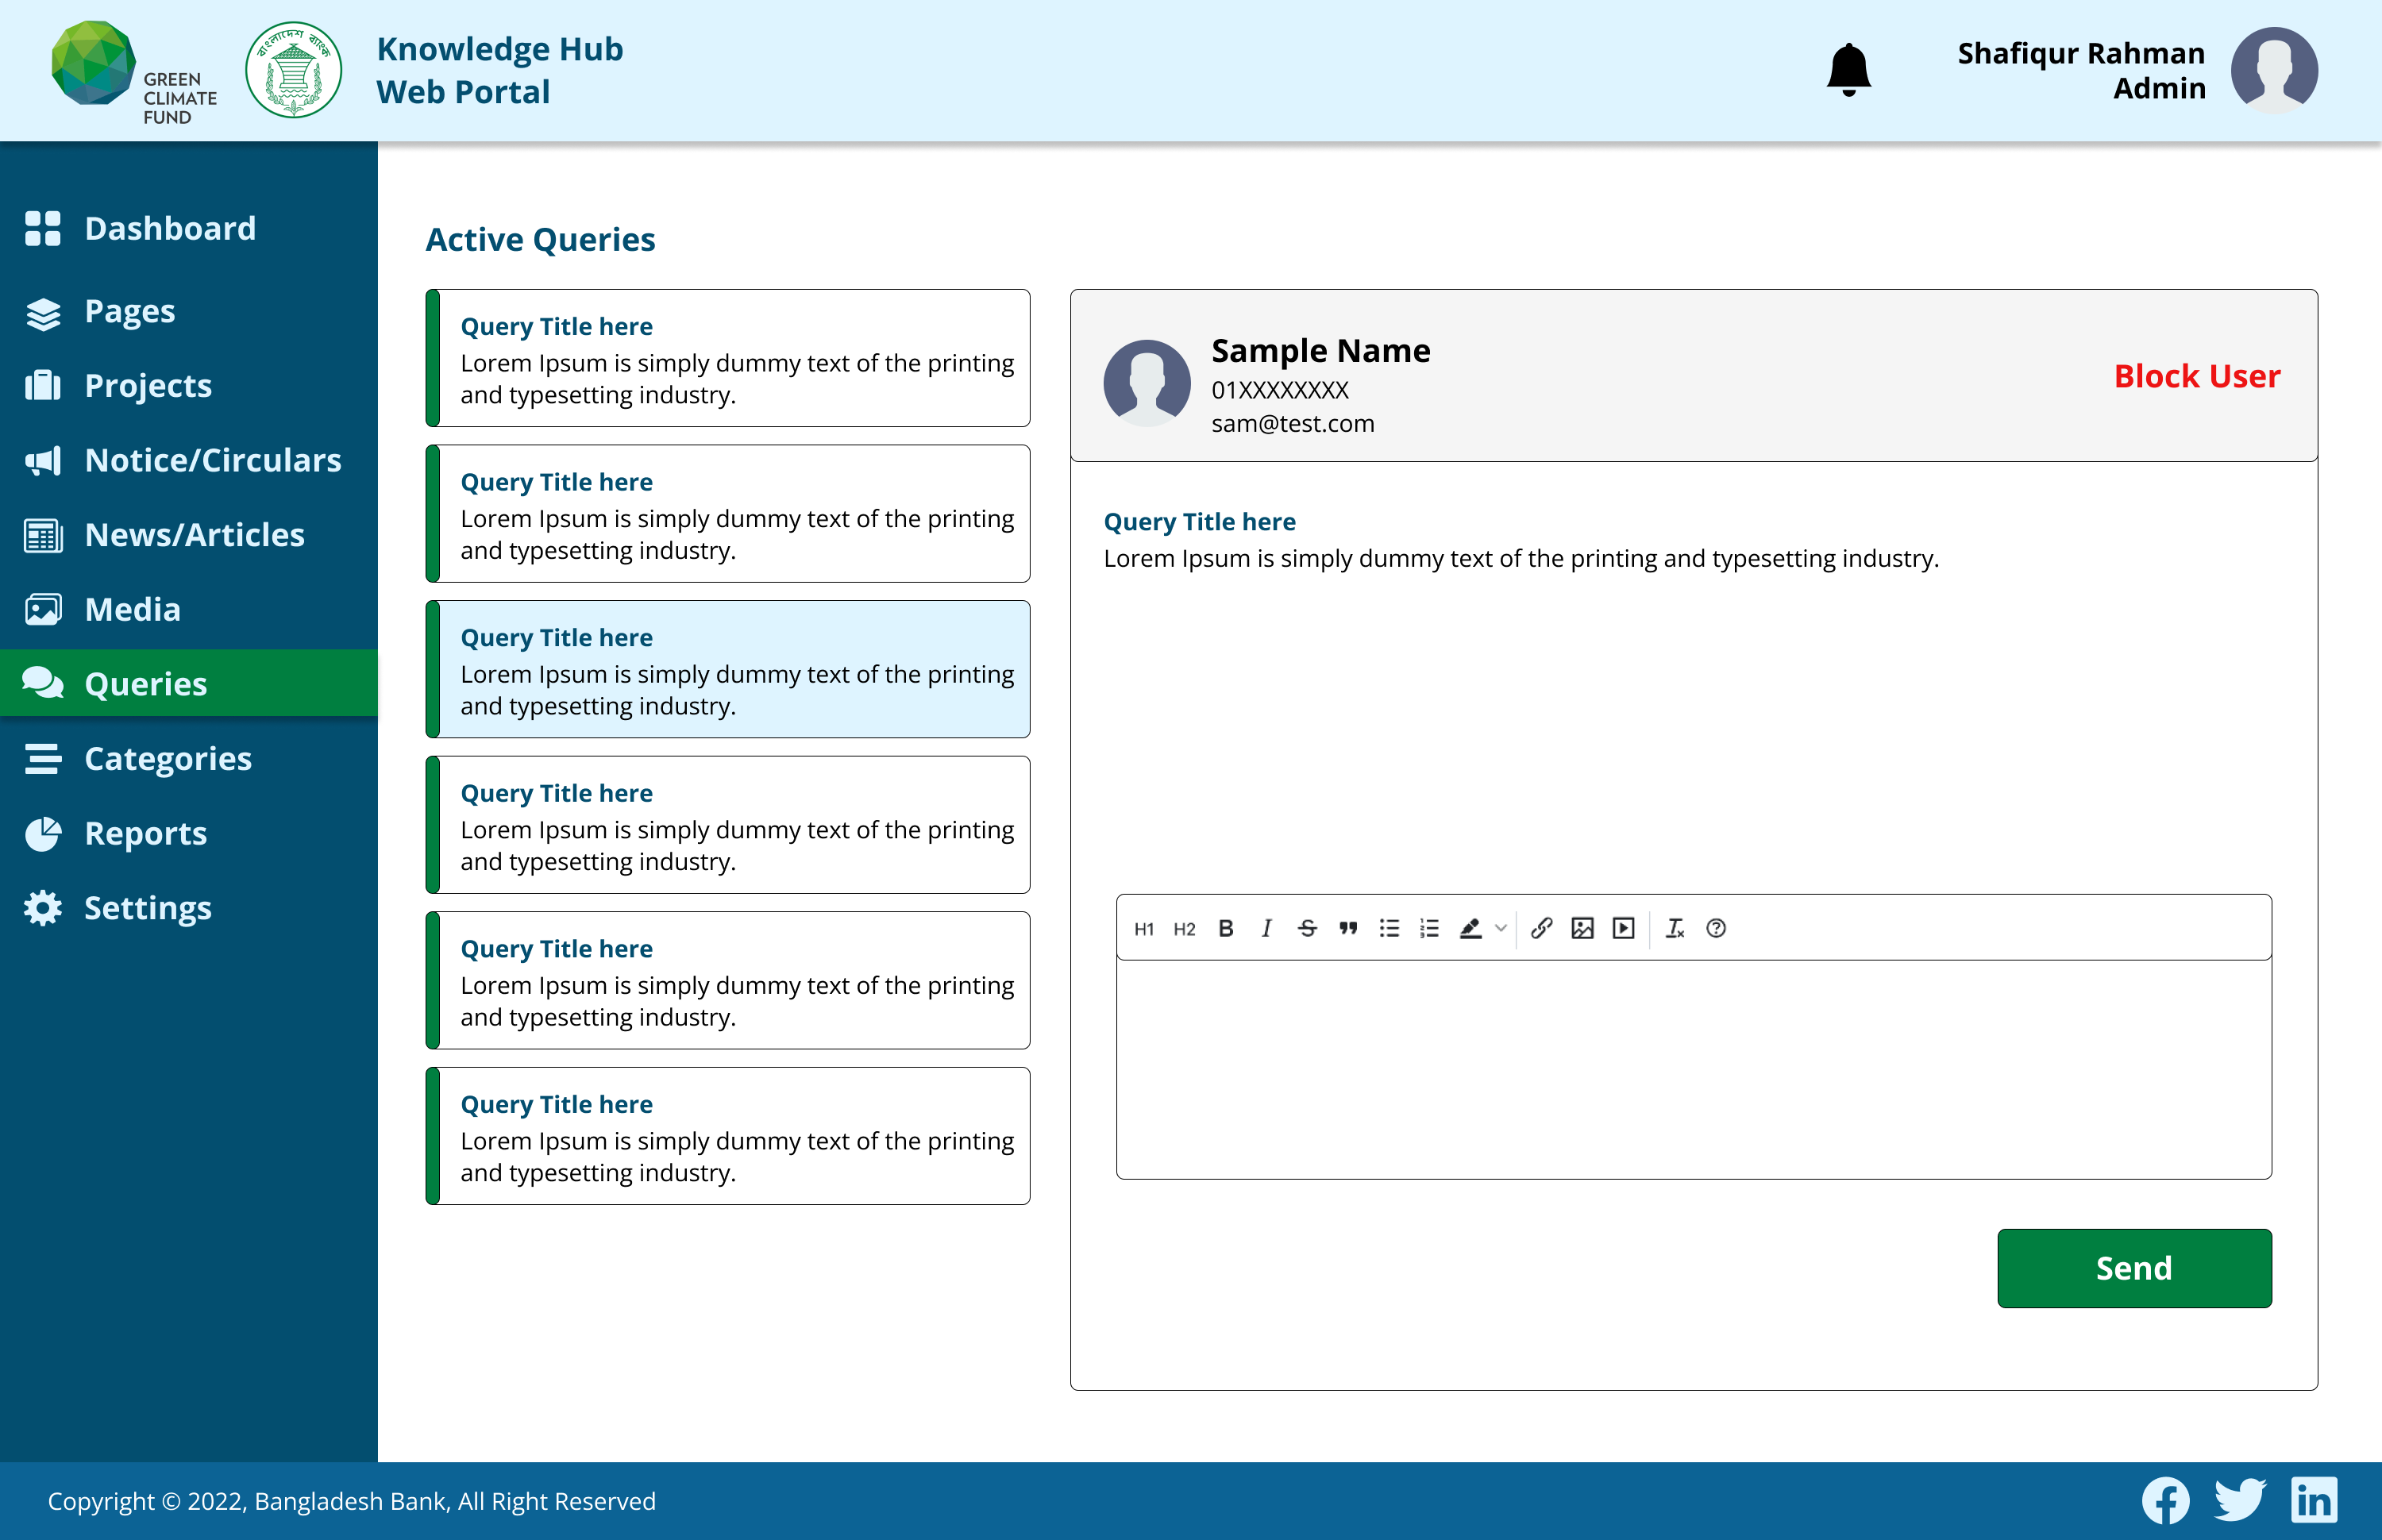 GREEN
CLIMATE
FUND
বাংলাদেশ ব্যাংক
Knowledge Hub
Web Portal
Shafiqur Rahman
Admin
Dashboard
Pages
Projects
Notice/Circulars
News/Articles
Media
Queries
Categories
Reports
Settings
Active Queries
Query Title here
Lorem Ipsum is simply dummy text of the printing
and typesetting industry.
Query Title here
Lorem Ipsum is simply dummy text of the printing
and typesetting industry.
Query Title here
Lorem Ipsum is simply dummy text of the printing
and typesetting industry.
Query Title here
Lorem Ipsum is simply dummy text of the printing
and typesetting industry.
Query Title here
Lorem Ipsum is simply dummy text of the printing
and typesetting industry.
Query Title here
Lorem Ipsum is simply dummy text of the printing
and typesetting industry.
Sample Name
01XXXXXXXX
sam@test.com
Block User
Query Title here
Lorem Ipsum is simply dummy text of the printing and typesetting industry.
H1 H2 B I S
Send
Copyright © 2022, Bangladesh Bank, All Right Reserved